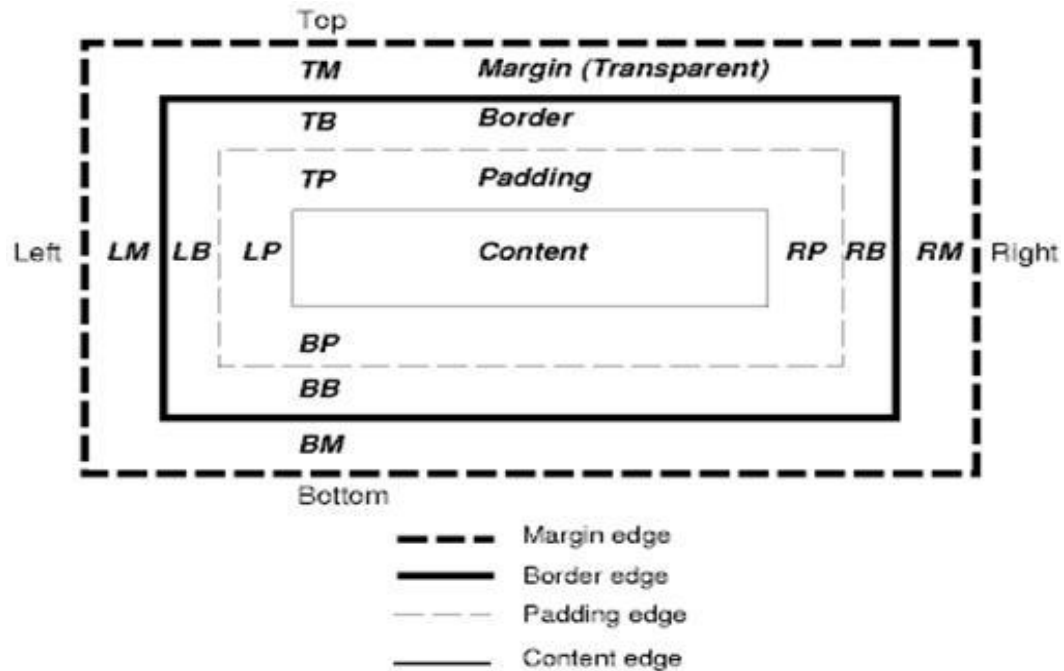 Top
TM Margin (Transparent)
TB Border
TP Padding
Left LM LB LP Content RP RB RM Right
BP
BB
BM
Bottom
Margin edge
Border edge
Padding edge
Content edge